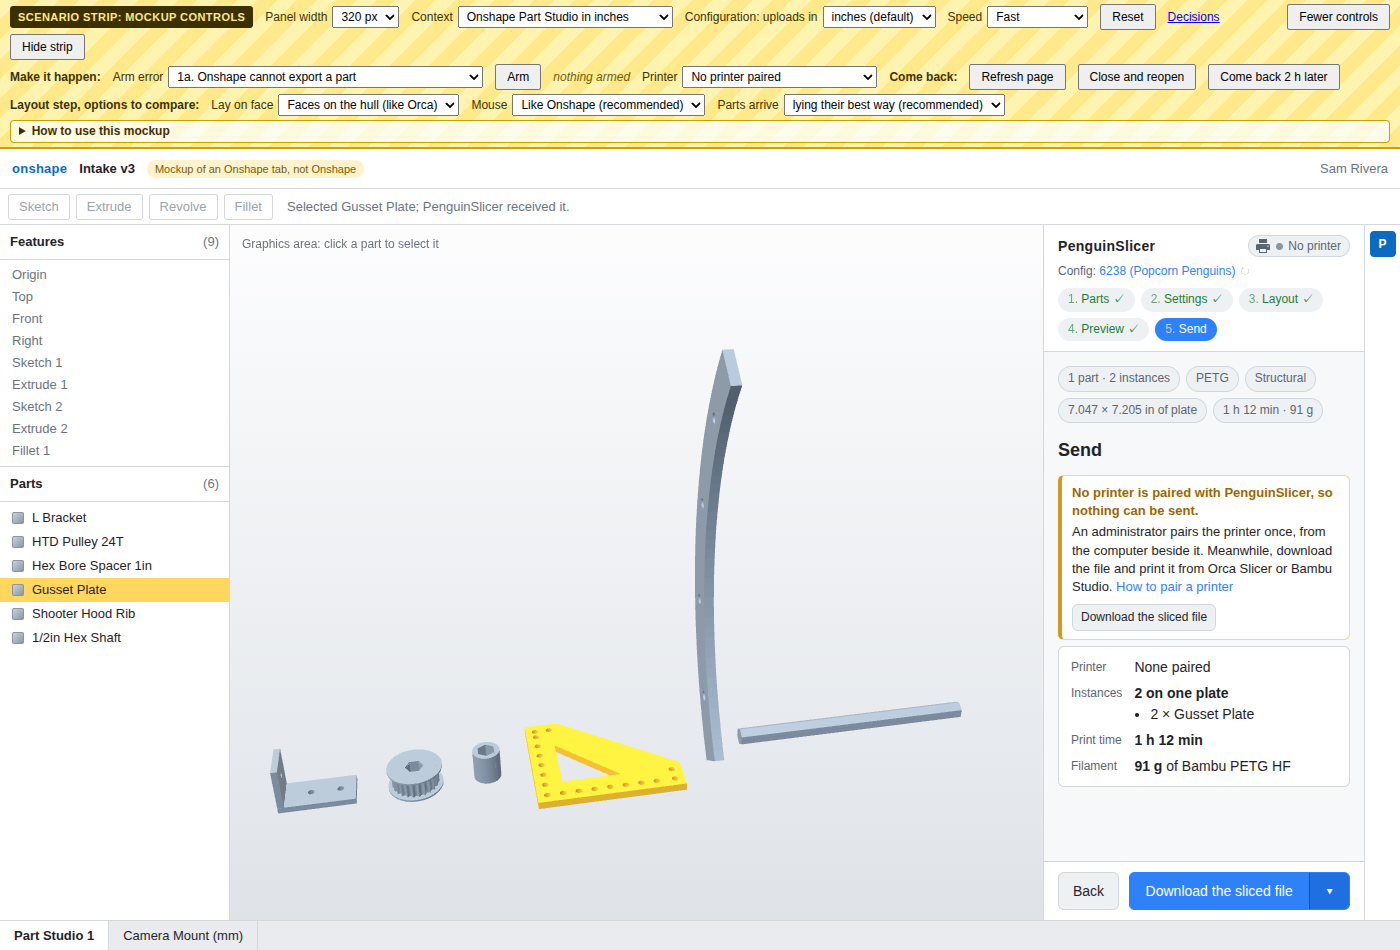 SCENARIO STRIP: MOCKUP CONTROLS Panel width 320 px Context Onshape Part Studio in inches Configuration: uploads in inches (default) Speed Fast Reset Decisions Fewer controls
Hide strip
Make it happen: Arm error 1a. Onshape cannot export a part Arm nothing armed Printer No printer paired Come back: Refresh page Close and reopen Come back 2 h later
Layout step, options to compare: Lay on face Faces on the hull (like Orca) Mouse Like Onshape (recommended) Parts arrive lying their best way (recommended)
How to use this mockup
onshape Intake v3 Mockup of an Onshape tab, not Onshape Sam Rivera
Sketch Extrude Revolve Fillet Selected Gusset Plate; PenguinSlicer received it.
Features (9)
Origin
Top
Front
Right
Sketch 1
Extrude 1
Sketch 2
Extrude 2
Fillet 1
Parts (6)
L Bracket
HTD Pulley 24T
Hex Bore Spacer 1in
Gusset Plate
Shooter Hood Rib
1/2in Hex Shaft
Graphics area: click a part to select it
PenguinSlicer No printer
P
Config: 6238 (Popcorn Penguins)
1. Parts ✓ 2. Settings ✓ 3. Layout ✓
4. Preview ✓ 5. Send
1 part · 2 instances PETG Structural
7.047 × 7.205 in of plate 1 h 12 min · 91 g
Send
No printer is paired with PenguinSlicer, so
nothing can be sent.
An administrator pairs the printer once, from
the computer beside it. Meanwhile, download
the file and print it from Orca Slicer or Bambu
Studio. How to pair a printer
Download the sliced file
Printer None paired
Instances 2 on one plate
• 2 × Gusset Plate
Print time 1 h 12 min
Filament 91 g of Bambu PETG HF
Back Download the sliced file
Part Studio 1 Camera Mount (mm)